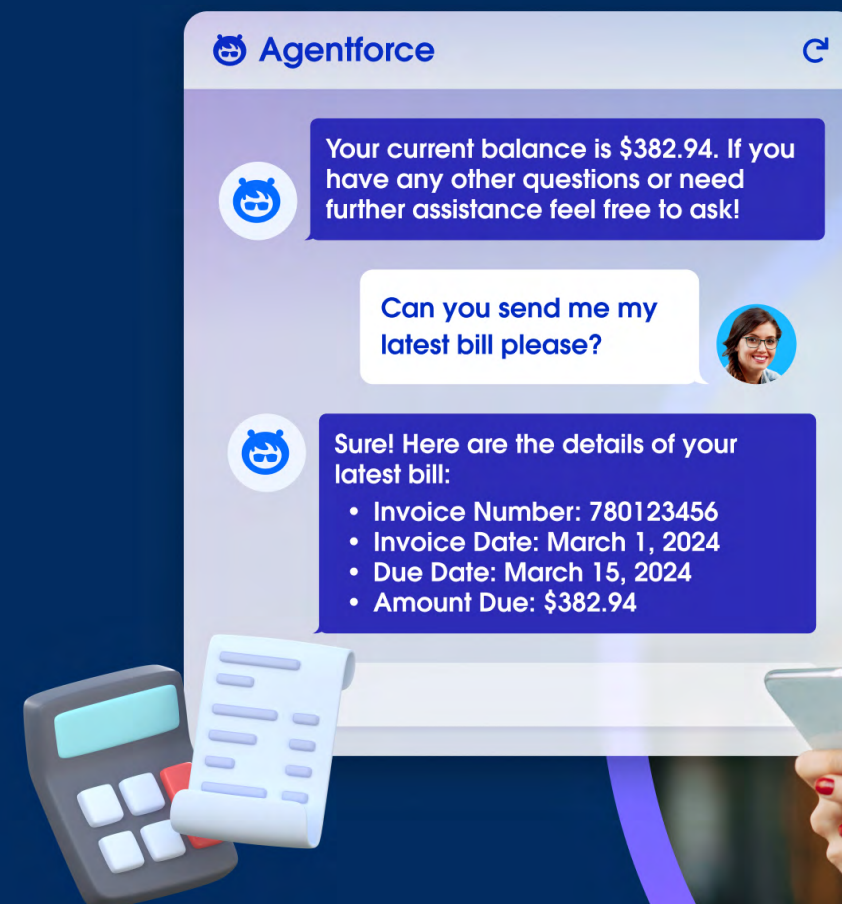 Agentforce
Your current balance is $382.94. If you
have any other questions or need
further assistance feel free to ask!
Can you send me my
latest bill please?
Sure! Here are the details of your
latest bill:
• Invoice Number: 780123456
• Invoice Date: March 1, 2024
• Due Date: March 15, 2024
• Amount Due: $382.94